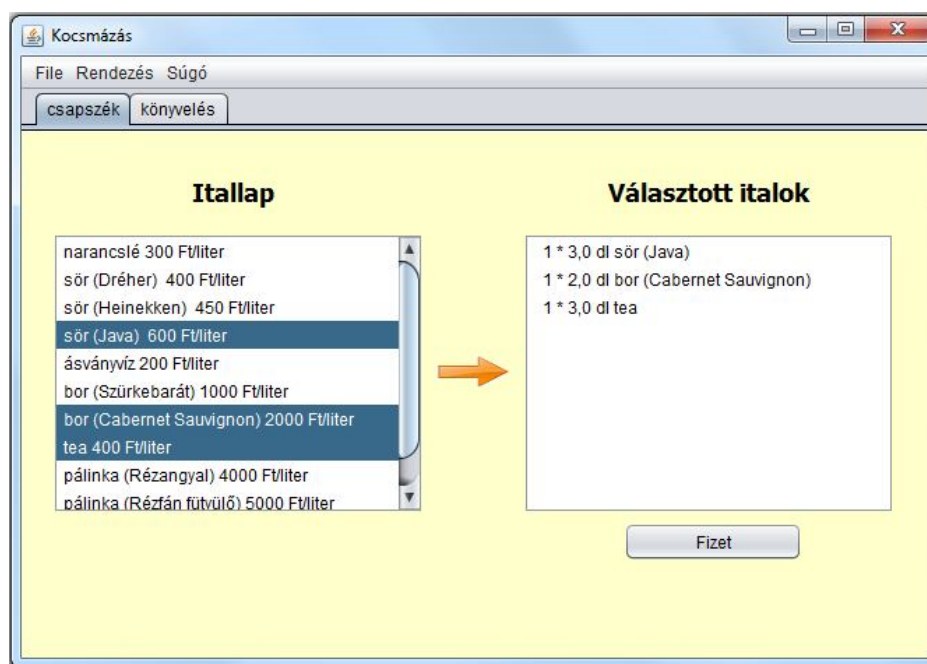 Kocsmázás
File Rendezés Súgó
csapszék könyvelés
Itallap
narancslé 300 Ft/liter
sör (Dréher) 400 Ft/liter
sör (Heinekken) 450 Ft/liter
sör (Java) 600 Ft/liter
ásványvíz 200 Ft/liter
bor (Szürkebarát) 1000 Ft/liter
bor (Cabernet Sauvignon) 2000 Ft/liter
tea 400 Ft/liter
pálinka (Rézangyal) 4000 Ft/liter
pálinka (Rézfán fütyülő) 5000 Ft/liter
Választott italok
1 * 3,0 dl sör (Java)
1 * 2,0 dl bor (Cabernet Sauvignon)
1 * 3,0 dl tea
Fizet